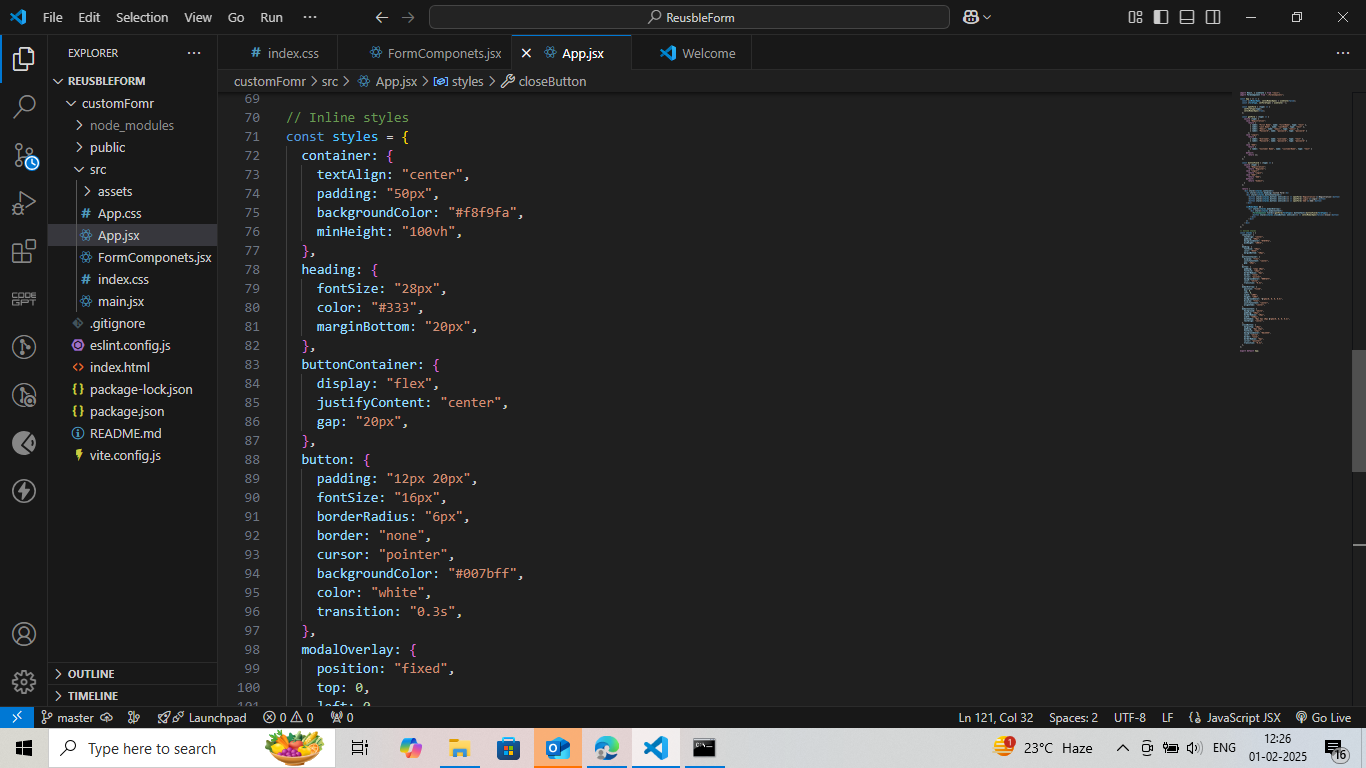 File Edit Selection View Go Run ···
ReusbleForm
EXPLORER
index.css
FormComponets.jsx
App.jsx
Welcome
REUSBLEFORM
customFomr
node_modules
public
src
assets
App.css
App.jsx
FormComponets.jsx
index.css
main.jsx
.gitignore
eslint.config.js
index.html
package-lock.json
package.json
README.md
vite.config.js
OUTLINE
TIMELINE
CODE GPT
customFomr > src > App.jsx > styles > closeButton
69
70 // Inline styles
71 const styles = {
72 container: {
73 textAlign: "center",
74 padding: "50px",
75 backgroundColor: "#f8f9fa",
76 minHeight: "100vh",
77 },
78 heading: {
79 fontSize: "28px",
80 color: "#333",
81 marginBottom: "20px",
82 },
83 buttonContainer: {
84 display: "flex",
85 justifyContent: "center",
86 gap: "20px",
87 },
88 button: {
89 padding: "12px 20px",
90 fontSize: "16px",
91 borderRadius: "6px",
92 border: "none",
93 cursor: "pointer",
94 backgroundColor: "#007bff",
95 color: "white",
96 transition: "0.3s",
97 },
98 modalOverlay: {
99 position: "fixed",
100 top: 0,
101 left: 0,
master Launchpad 0 0 0 Ln 121, Col 32 Spaces: 2 UTF-8 LF {} JavaScript JSX Go Live
Type here to search
1 23°C Haze ENG 12:26
01-02-2025
16